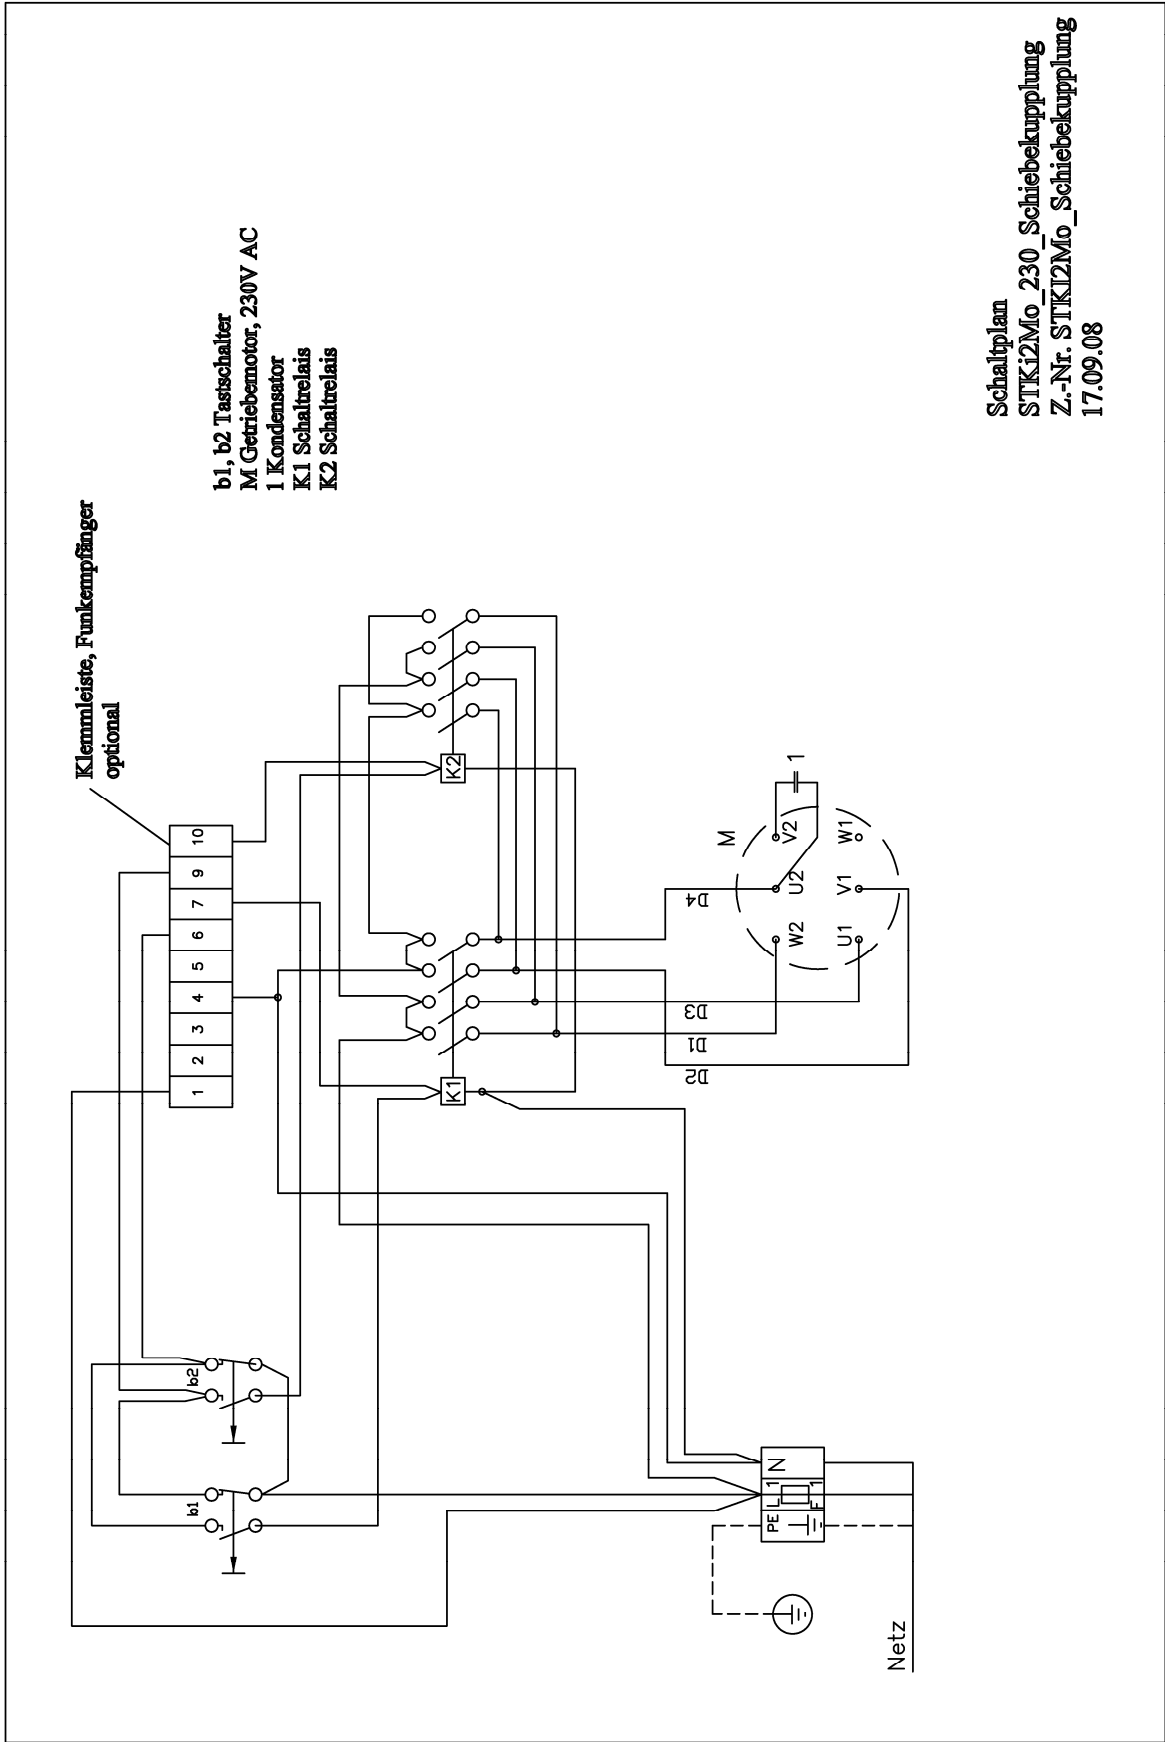 Klemmleiste, Funkempfänger
optional
b1, b2 Tastschalter
M Getriebemotor, 230V AC
1 Kondensator
K1 Schaltrelais
K2 Schaltrelais
1 2 3 4 5 6 7 9 10
b1
b2
K1
K2
D4
D3
D1
D2
M
1
W2 U2 V2
U1 V1 W1
PE L1 N
F1
Netz
Schaltplan
STKi2Mo_230_Schiebekupplung
Z.-Nr. STKI2Mo_Schiebekupplung
17.09.08